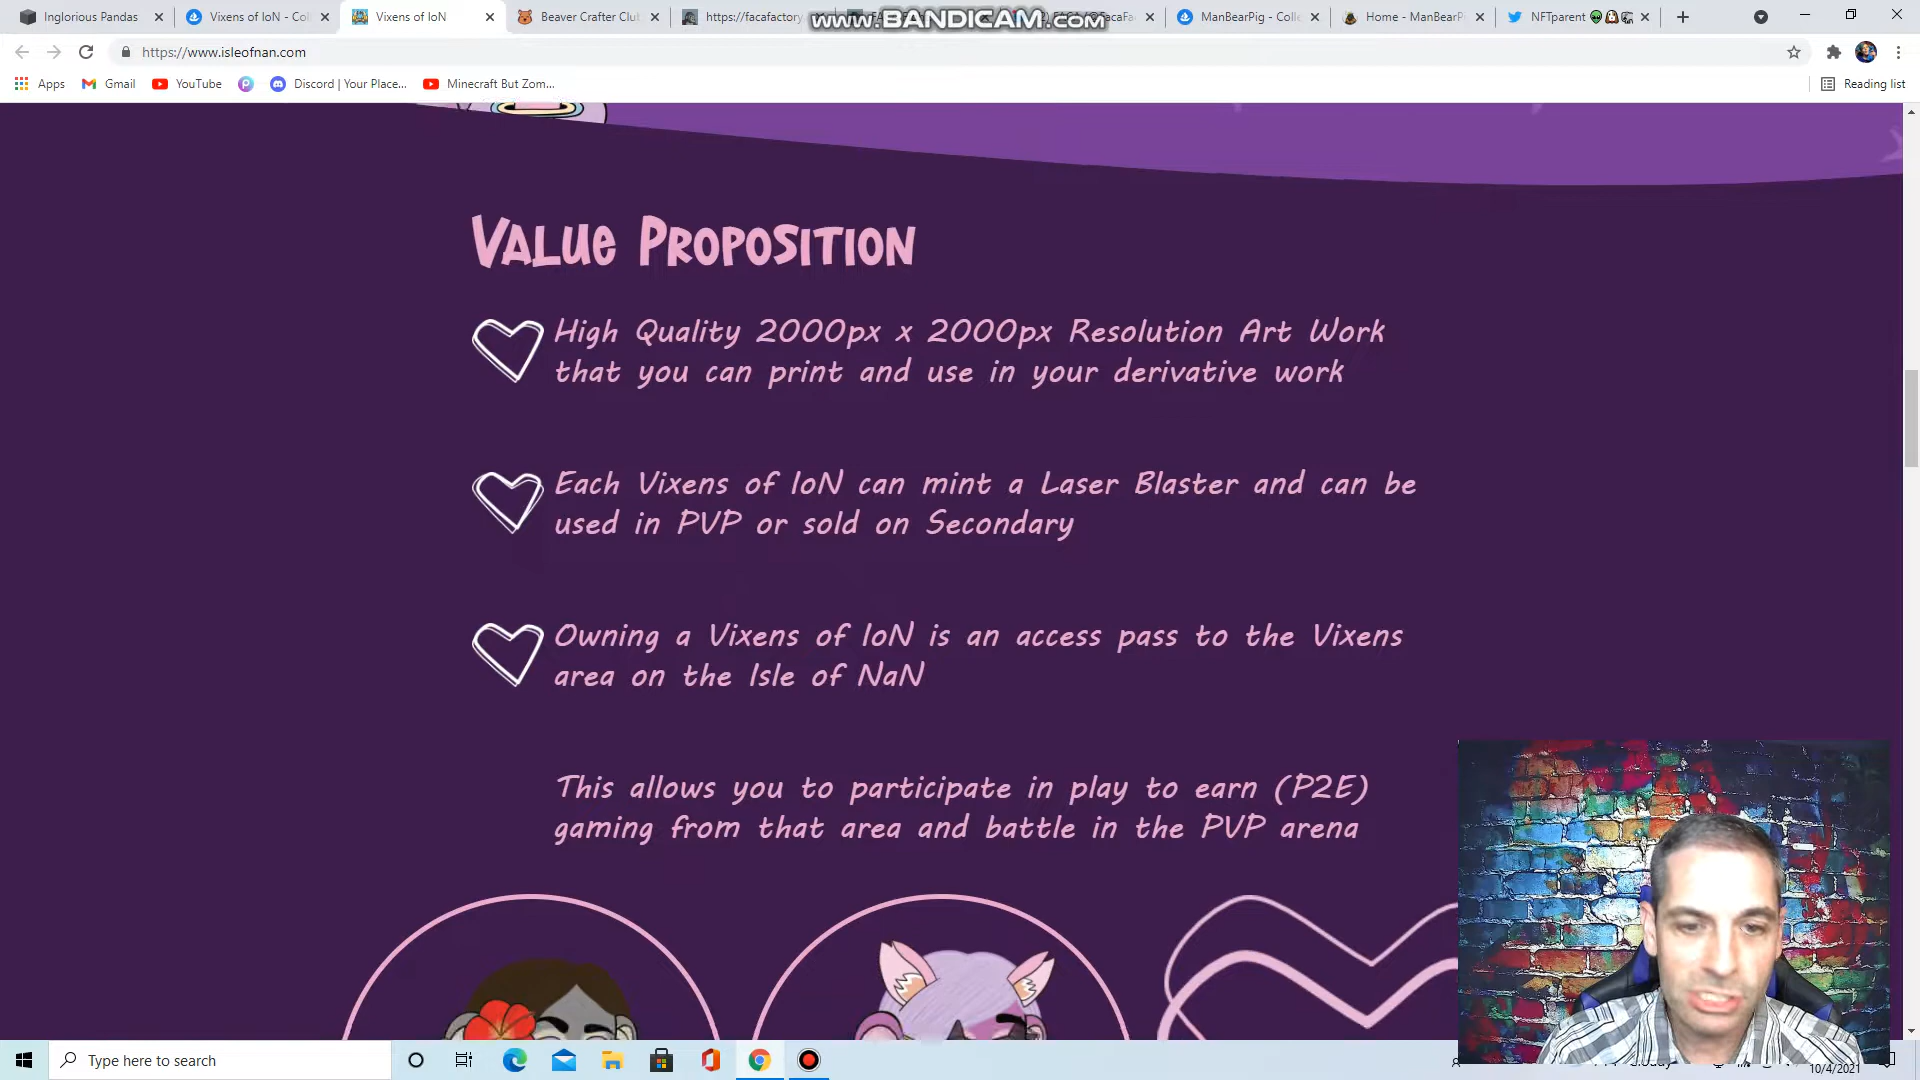 Inglorious Pandas
Vixens of IoN - Col
Vixens of IoN
Beaver Crafter Clu
https://facafactory
www.BANDICAM.com
ManBearPig - Colle
Home - ManBearP
NFTparent
https://www.isleofnan.com
Apps
Gmail
YouTube
Discord | Your Place...
Minecraft But Zom...
Reading list
Value Proposition
High Quality 2000px x 2000px Resolution Art Work
that you can print and use in your derivative work
Each Vixens of IoN can mint a Laser Blaster and can be
used in PVP or sold on Secondary
Owning a Vixens of IoN is an access pass to the Vixens
area on the Isle of NaN
This allows you to participate in play to earn (P2E)
gaming from that area and battle in the PVP arena
Type here to search
10/4/2021